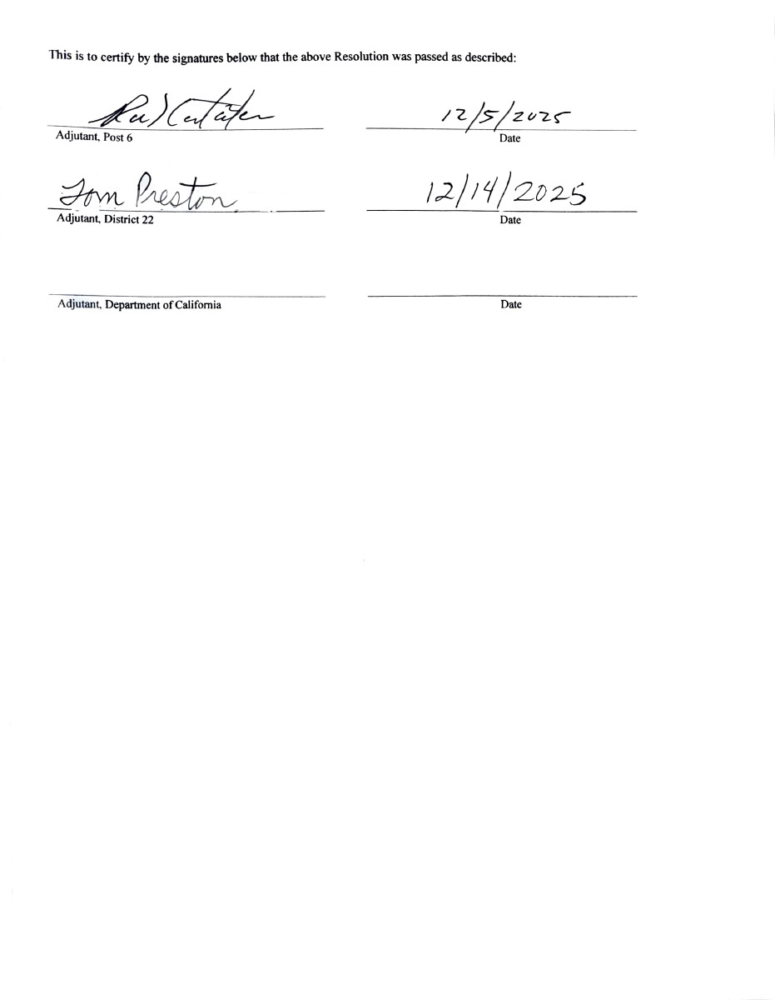 This is to certify by the signatures below that the above Resolution was passed as described:
12/5/2025
Adjutant, Post 6
Date
Tom Preston
12/14/2025
Adjutant, District 22
Date
Adjutant, Department of California
Date